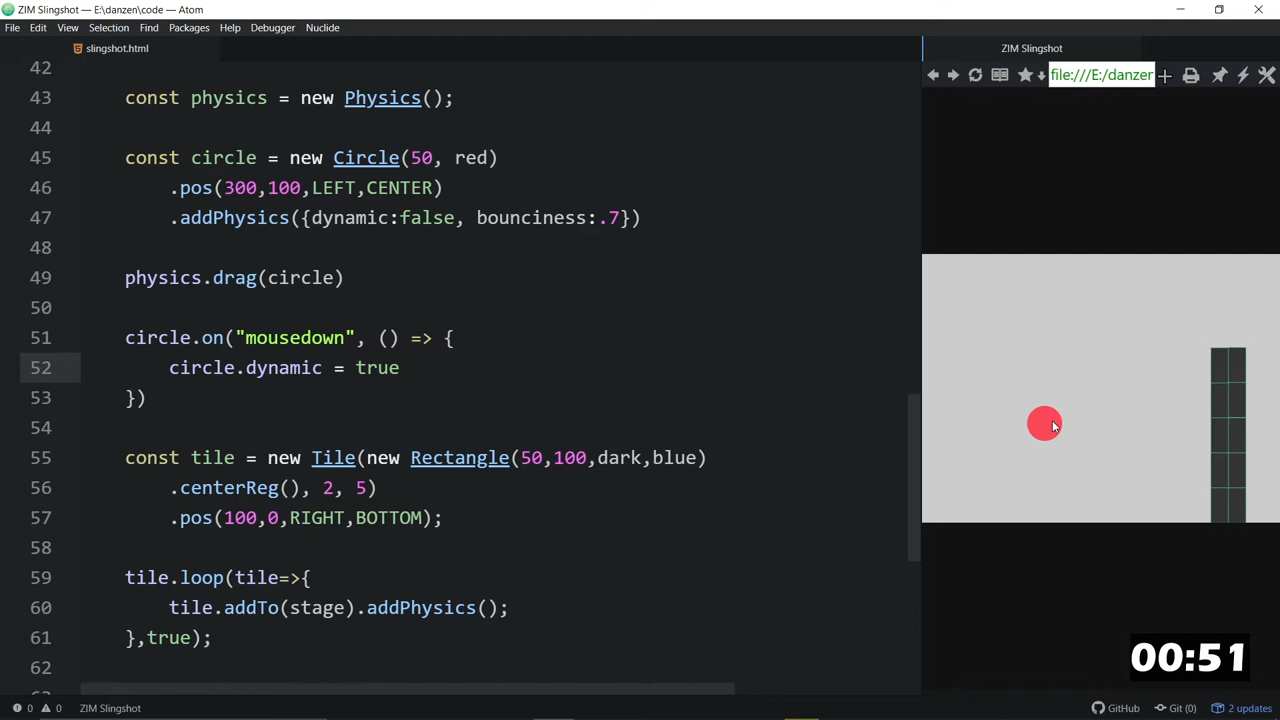 ZIM Slingshot — E:\danzen\code — Atom
File Edit View Selection Find Packages Help Debugger Nuclide
slingshot.html
ZIM Slingshot
file:///E:/danzer
42
43 const physics = new Physics();
44
45 const circle = new Circle(50, red)
46 .pos(300,100,LEFT,CENTER)
47 .addPhysics({dynamic:false, bounciness:.7})
48
49 physics.drag(circle)
50
51 circle.on("mousedown", () => {
52 circle.dynamic = true
53 })
54
55 const tile = new Tile(new Rectangle(50,100,dark,blue)
56 .centerReg(), 2, 5)
57 .pos(100,0,RIGHT,BOTTOM);
58
59 tile.loop(tile=>{
60 tile.addTo(stage).addPhysics();
61 },true);
62
00:51
0 0 ZIM Slingshot
GitHub Git (0) 2 updates